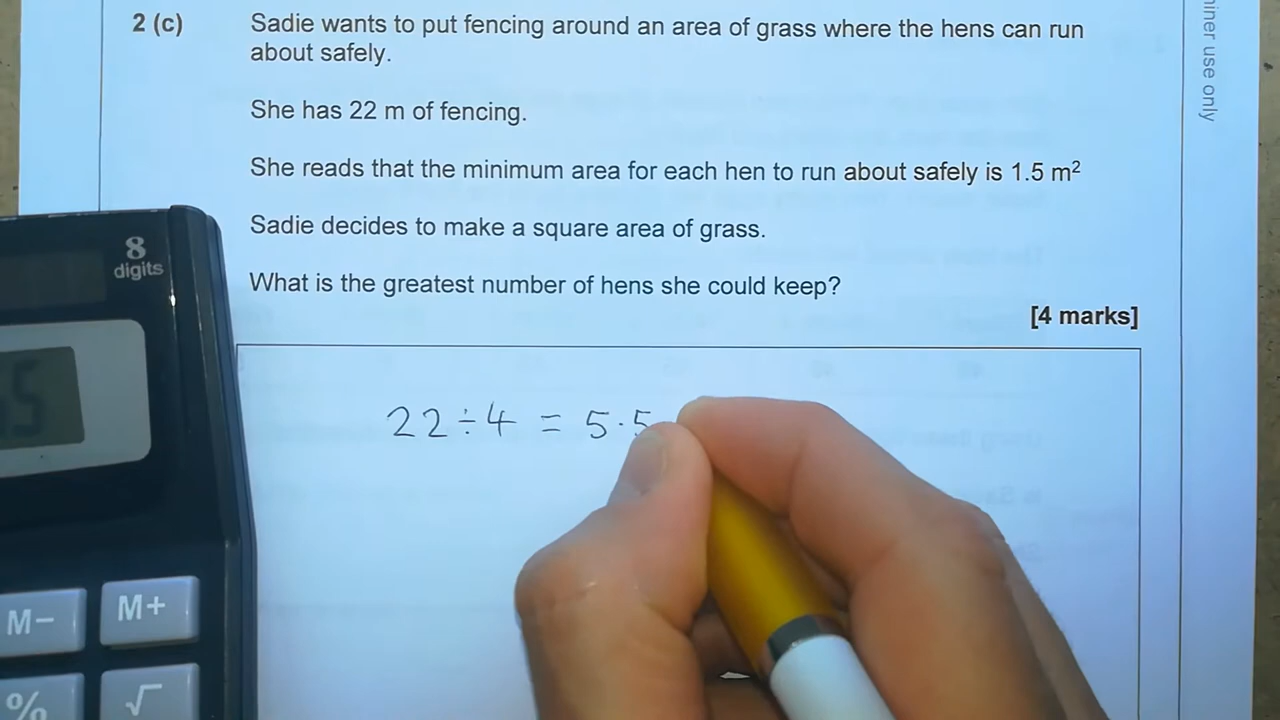 2 (c) Sadie wants to put fencing around an area of grass where the hens can run
about safely.
She has 22 m of fencing.
She reads that the minimum area for each hen to run about safely is 1.5 m²
Sadie decides to make a square area of grass.
What is the greatest number of hens she could keep?
[4 marks]
22 ÷ 4 = 5.5
8
digits
M−
M+
%
√
use only